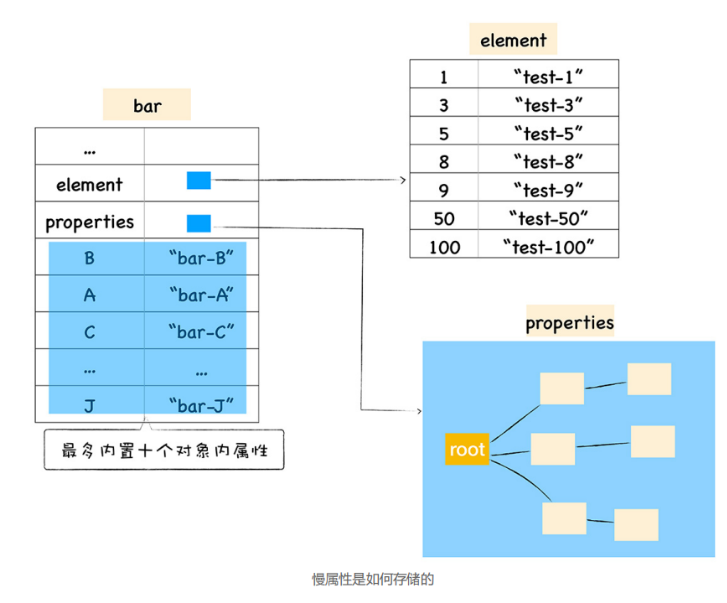 element
1 “test-1”
3 “test-3”
5 “test-5”
8 “test-8”
9 “test-9”
50 “test-50”
100 “test-100”
bar
...
element
properties
B “bar-B”
A “bar-A”
C “bar-C”
... ...
J “bar-J”
最多内置十个对象内属性
properties
root
慢属性是如何存储的